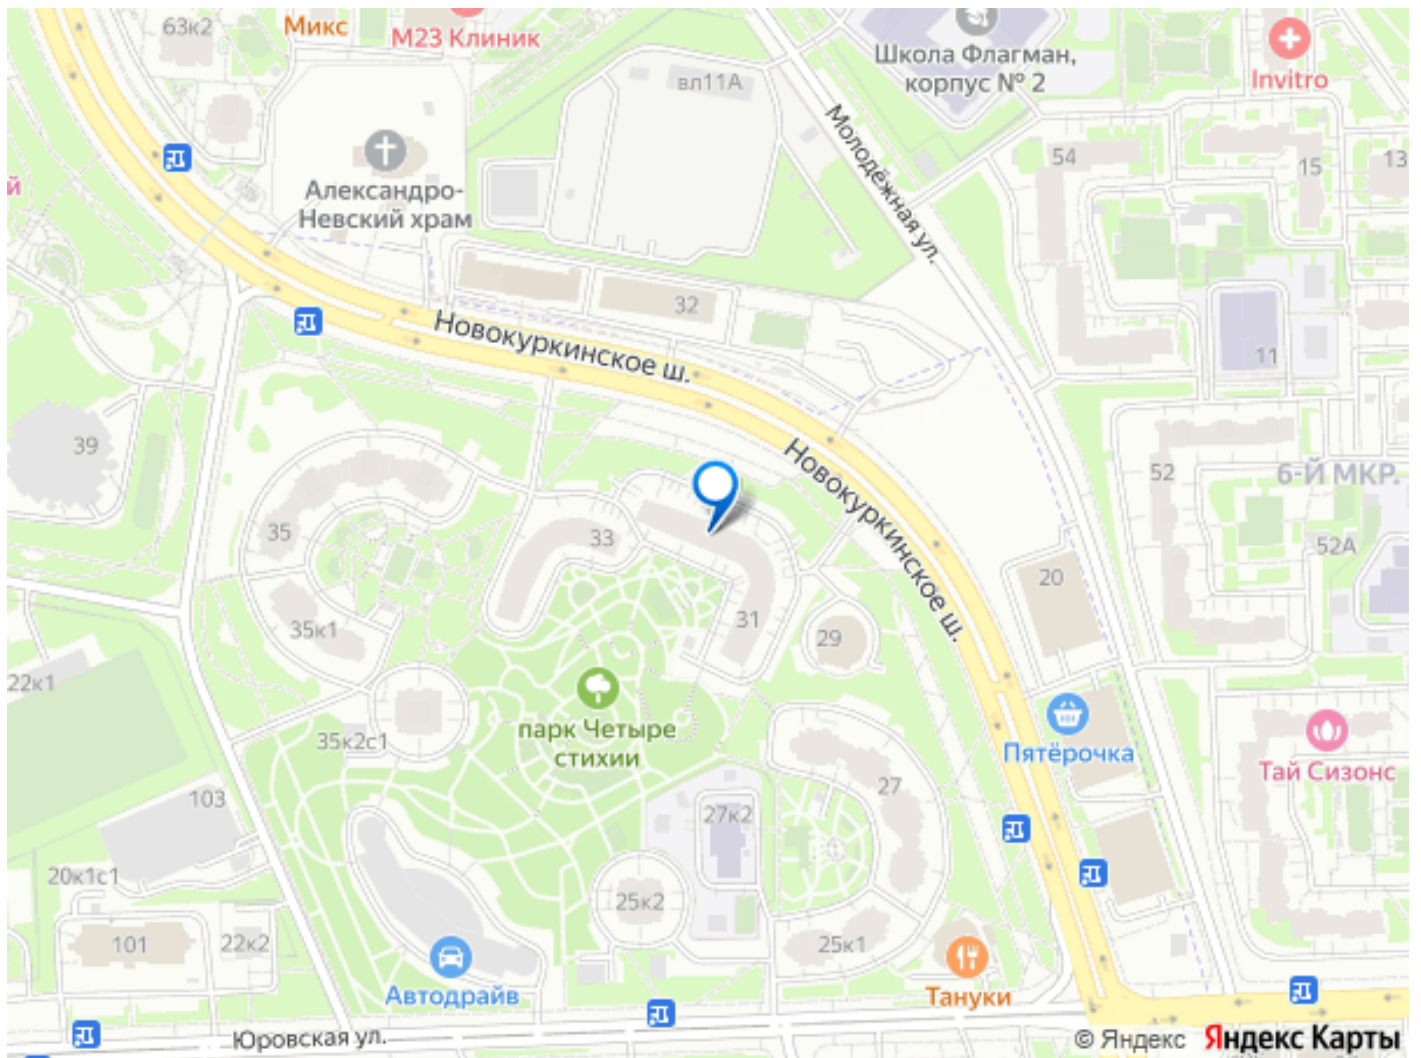 63к2
Микс
М23 Клиник
вл11А
Школа Флагман,
корпус № 2
Invitro
Молодёжная ул.
54
15
13
Александро-
Невский храм
й
32
Новокуркинское ш.
11
39
Новокуркинское ш.
52
6-Й МКР.
35
33
52А
20
35к1
31
29
22к1
парк Четыре
стихии
35к2с1
Пятёрочка
Тай Сизонс
103
27
27к2
20к1с1
25к2
101
22к2
25к1
Автодрайв
Тануки
Юровская ул.
© Яндекс Яндекс Карты